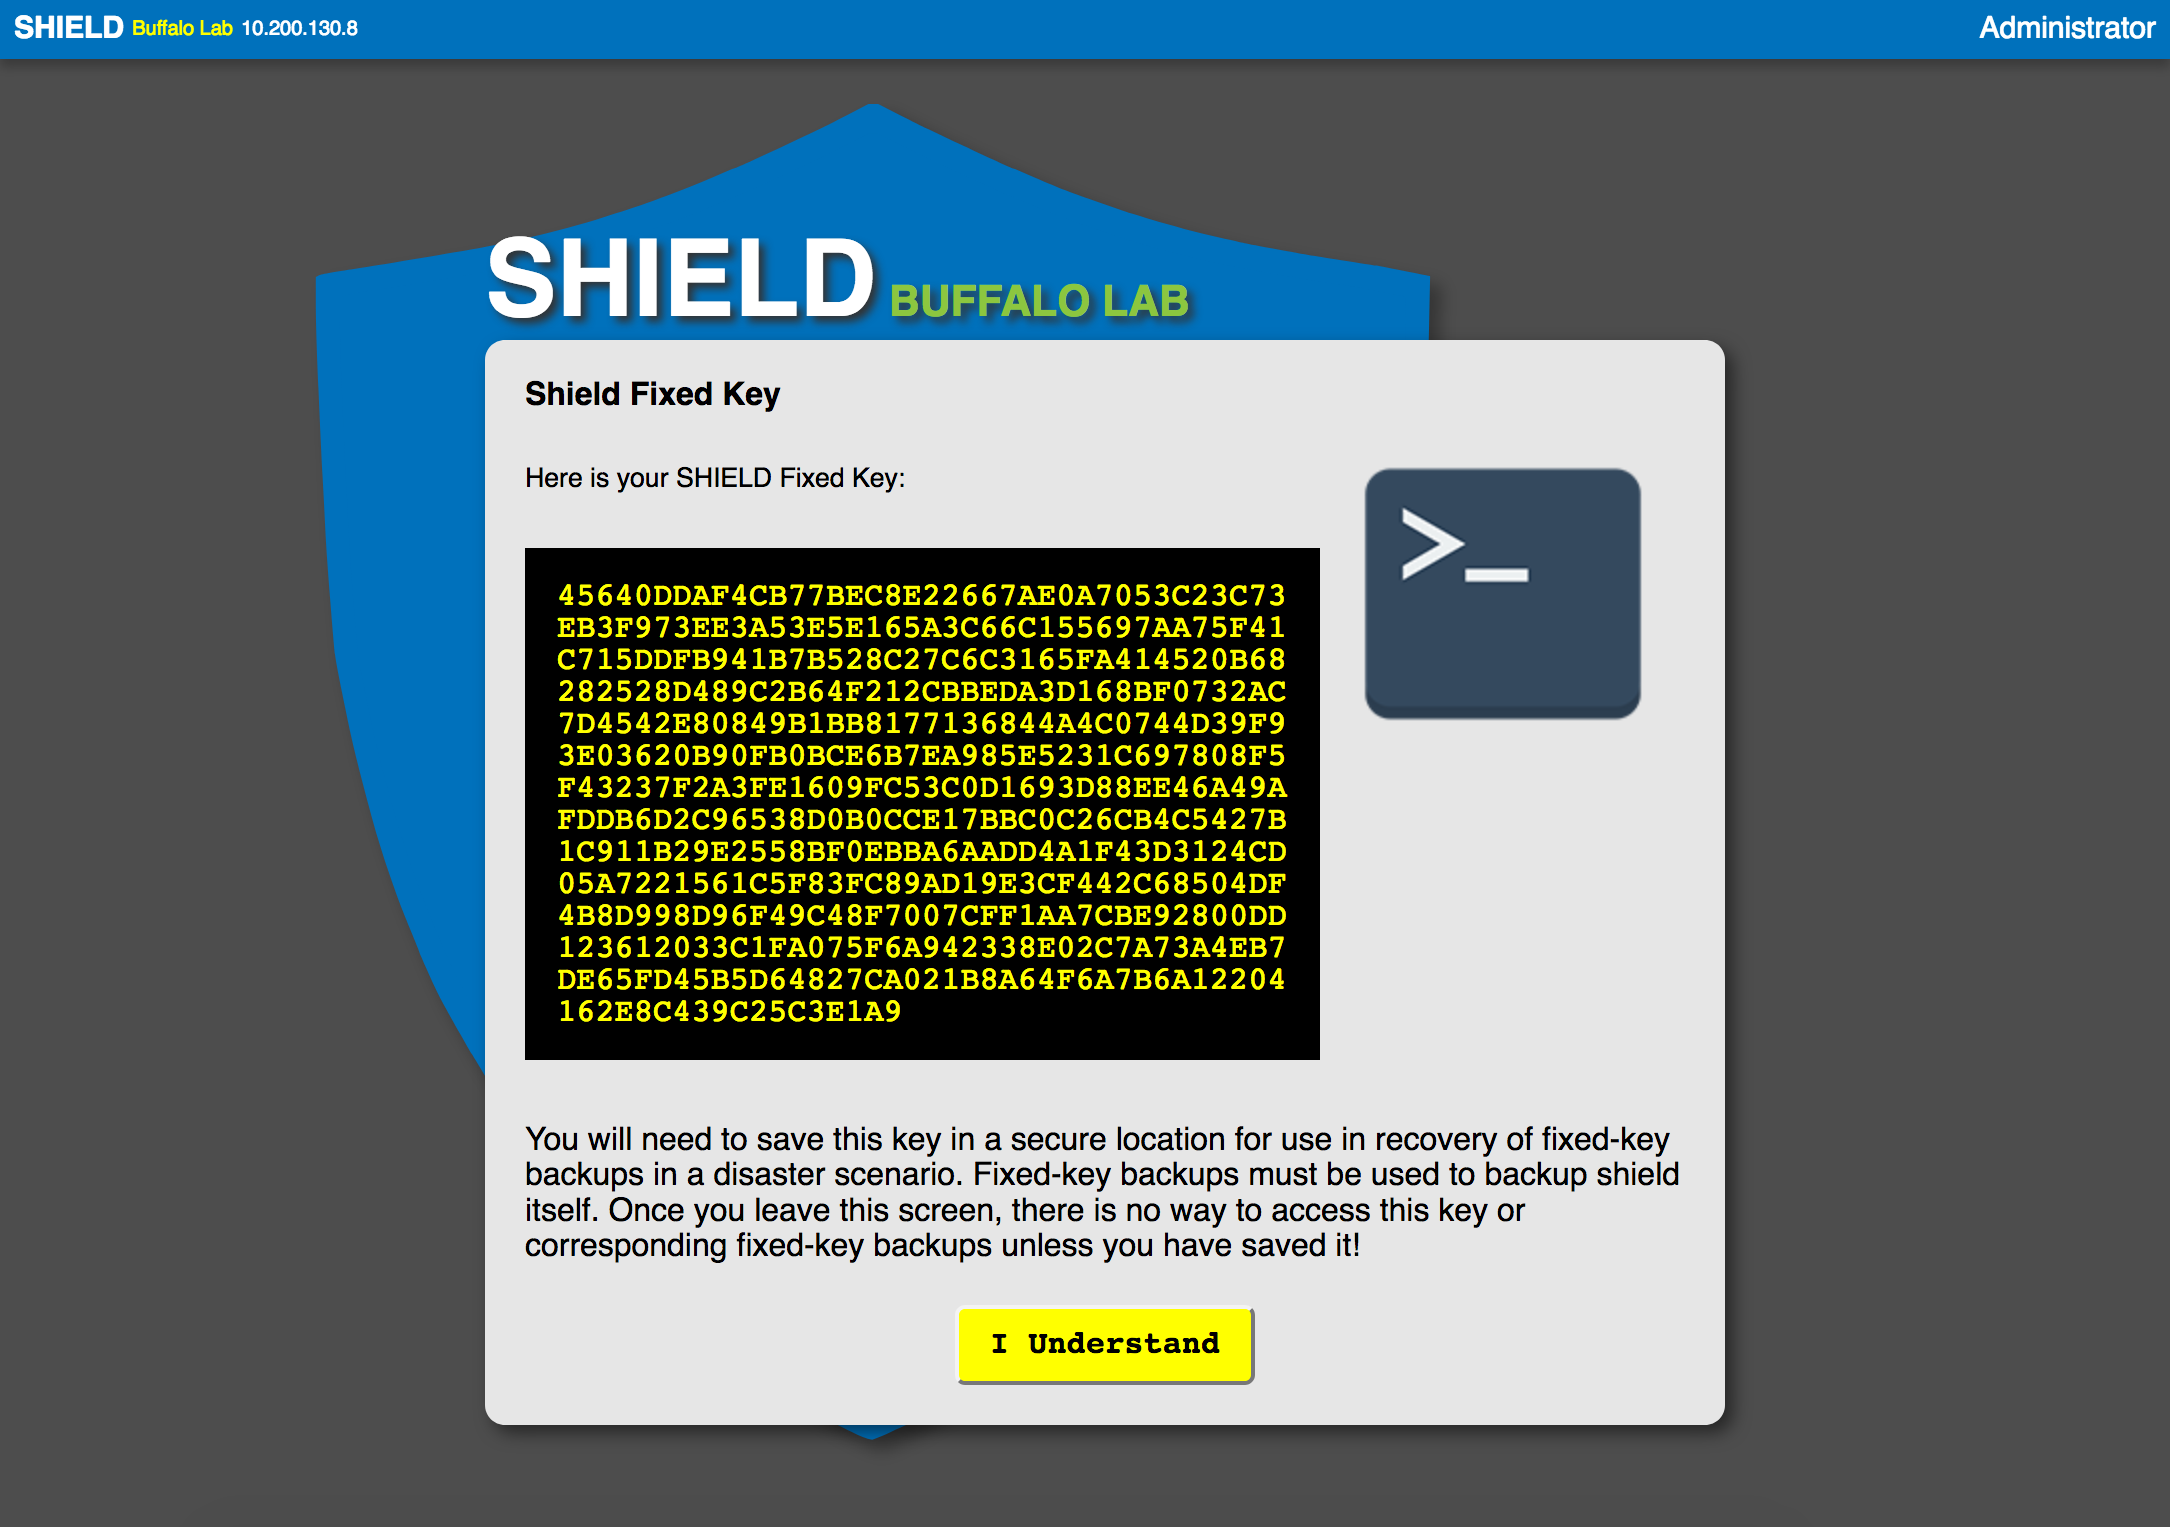 SHIELD Buffalo Lab 10.200.130.8 Administrator
SHIELD BUFFALO LAB
Shield Fixed Key
Here is your SHIELD Fixed Key:
>_
45640DDAF4CB77BEC8E22667AE0A7053C23C73
EB3F973EE3A53E5E165A3C66C155697AA75F41
C715DDFB941B7B528C27C6C3165FA414520B68
282528D489C2B64F212CBBEDA3D168BF0732AC
7D4542E80849B1BB8177136844A4C0744D39F9
3E03620B90FB0BCE6B7EA985E5231C697808F5
F43237F2A3FE1609FC53C0D1693D88EE46A49A
FDDB6D2C96538D0B0CCE17BBC0C26CB4C5427B
1C911B29E2558BF0EBBA6AADD4A1F43D3124CD
05A7221561C5F83FC89AD19E3CF442C68504DF
4B8D998D96F49C48F7007CFF1AA7CBE92800DD
123612033C1FA075F6A942338E02C7A73A4EB7
DE65FD45B5D64827CA021B8A64F6A7B6A12204
162E8C439C25C3E1A9
You will need to save this key in a secure location for use in recovery of fixed-key
backups in a disaster scenario. Fixed-key backups must be used to backup shield
itself. Once you leave this screen, there is no way to access this key or
corresponding fixed-key backups unless you have saved it!
I Understand